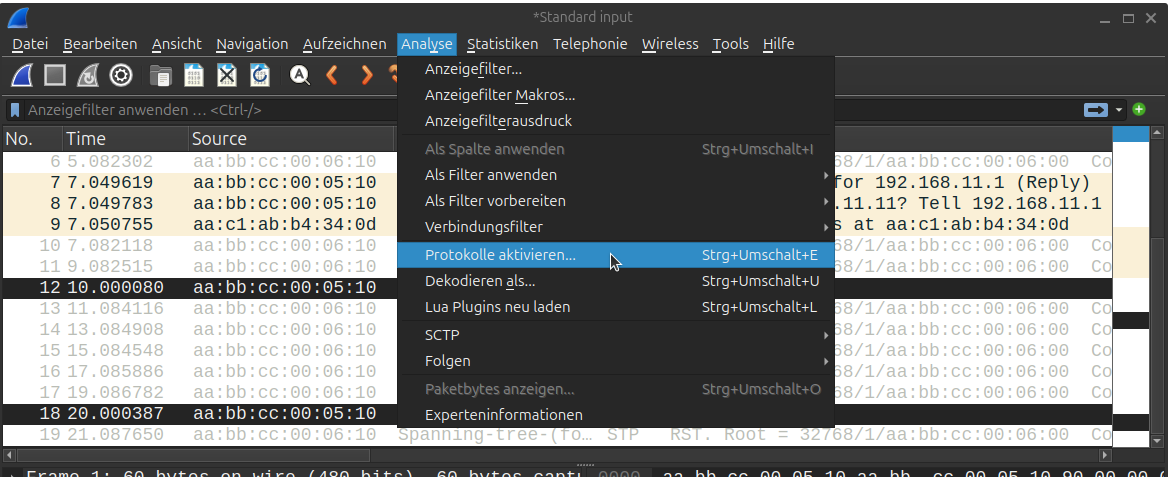 *Standard input
Datei Bearbeiten Ansicht Navigation Aufzeichnen Analyse Statistiken Telephonie Wireless Tools Hilfe
Anzeigefilter anwenden … <Ctrl-/>
Anzeigefilter...
Anzeigefilter Makros...
Anzeigefilterausdruck
Als Spalte anwenden Strg+Umschalt+I
Als Filter anwenden
Als Filter vorbereiten
Verbindungsfilter
Protokolle aktivieren... Strg+Umschalt+E
Dekodieren als... Strg+Umschalt+U
Lua Plugins neu laden Strg+Umschalt+L
SCTP
Folgen
Paketbytes anzeigen... Strg+Umschalt+O
Experteninformationen
No. Time Source
6 5.082302 aa:bb:cc:00:06:10 68/1/aa:bb:cc:00:06:00 Co
7 7.049619 aa:bb:cc:00:05:10 for 192.168.11.1 (Reply)
8 7.049783 aa:bb:cc:00:05:10 .11.11? Tell 192.168.11.1
9 7.050755 aa:c1:ab:b4:34:0d s at aa:c1:ab:b4:34:0d
10 7.082118 aa:bb:cc:00:06:10 68/1/aa:bb:cc:00:06:00 Co
11 9.082515 aa:bb:cc:00:06:10 68/1/aa:bb:cc:00:06:00 Co
12 10.000080 aa:bb:cc:00:05:10
13 11.084116 aa:bb:cc:00:06:10 68/1/aa:bb:cc:00:06:00 Co
14 13.084908 aa:bb:cc:00:06:10 68/1/aa:bb:cc:00:06:00 Co
15 15.084548 aa:bb:cc:00:06:10 68/1/aa:bb:cc:00:06:00 Co
16 17.085886 aa:bb:cc:00:06:10 68/1/aa:bb:cc:00:06:00 Co
17 19.086782 aa:bb:cc:00:06:10 68/1/aa:bb:cc:00:06:00 Co
18 20.000387 aa:bb:cc:00:05:10
19 21.087650 aa:bb:cc:00:06:10 Spanning-tree-(fo… STP RST. Root = 32768/1/aa:bb:cc:00:06:00 Co
Frame 1: 60 bytes on wire (480 bits), 60 bytes captu 0000 aa bb cc 00 05 10 aa bb cc 00 05 10 90 00 00